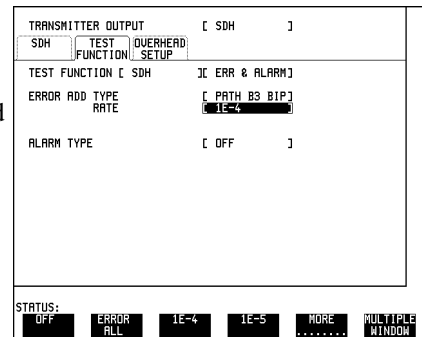 TRANSMITTER OUTPUT [ SDH ]
SDH TEST FUNCTION OVERHEAD SETUP
TEST FUNCTION [ SDH ][ ERR & ALARM]
ERROR ADD TYPE [ PATH B3 BIP]
RATE [ 1E-4 ]
ALARM TYPE [ OFF ]
STATUS:
OFF ERROR ALL 1E-4 1E-5 MORE ........ MULTIPLE WINDOW